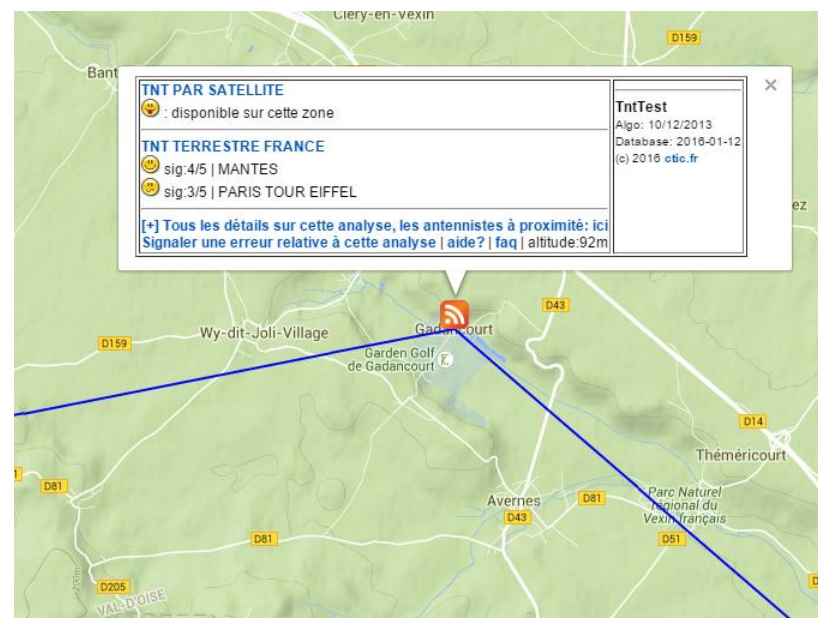 Cléry-en-Vexin
D159
Bant
TNT PAR SATELLITE
: disponible sur cette zone
TNT TERRESTRE FRANCE
sig:4/5 | MANTES
sig:3/5 | PARIS TOUR EIFFEL
[+] Tous les détails sur cette analyse, les antennistes à proximité: ici
Signaler une erreur relative à cette analyse | aide? | faq | altitude:92m
TntTest
Algo: 10/12/2013
Database: 2016-01-12
(c) 2016 ctic.fr
×
ez
D43
Wy-dit-Joli-Village
Gadancourt
D159
Garden Golf
de Gadancourt
D14
Théméricourt
D81
Avernes
D81
Parc Naturel
régional du
Vexin français
D43
D81
D51
200m
D205
VAL-D'OISE